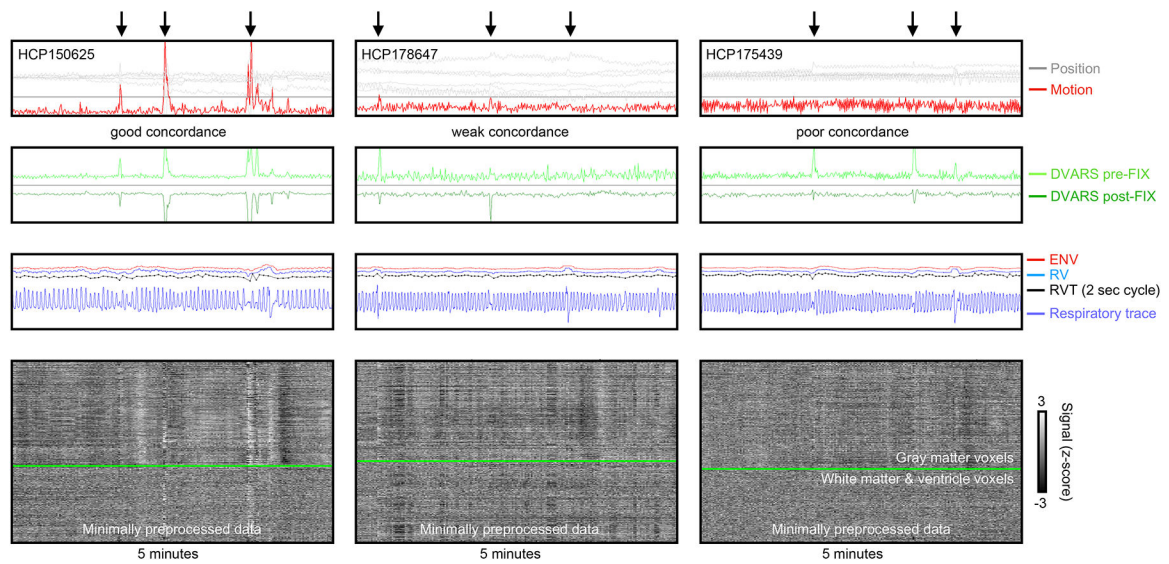 HCP150625
HCP178647
HCP175439
Position
Motion
good concordance
weak concordance
poor concordance
DVARS pre-FIX
DVARS post-FIX
ENV
RV
RVT (2 sec cycle)
Respiratory trace
Gray matter voxels
White matter & ventricle voxels
Minimally preprocessed data
Minimally preprocessed data
Minimally preprocessed data
3
-3
Signal (z-score)
5 minutes
5 minutes
5 minutes